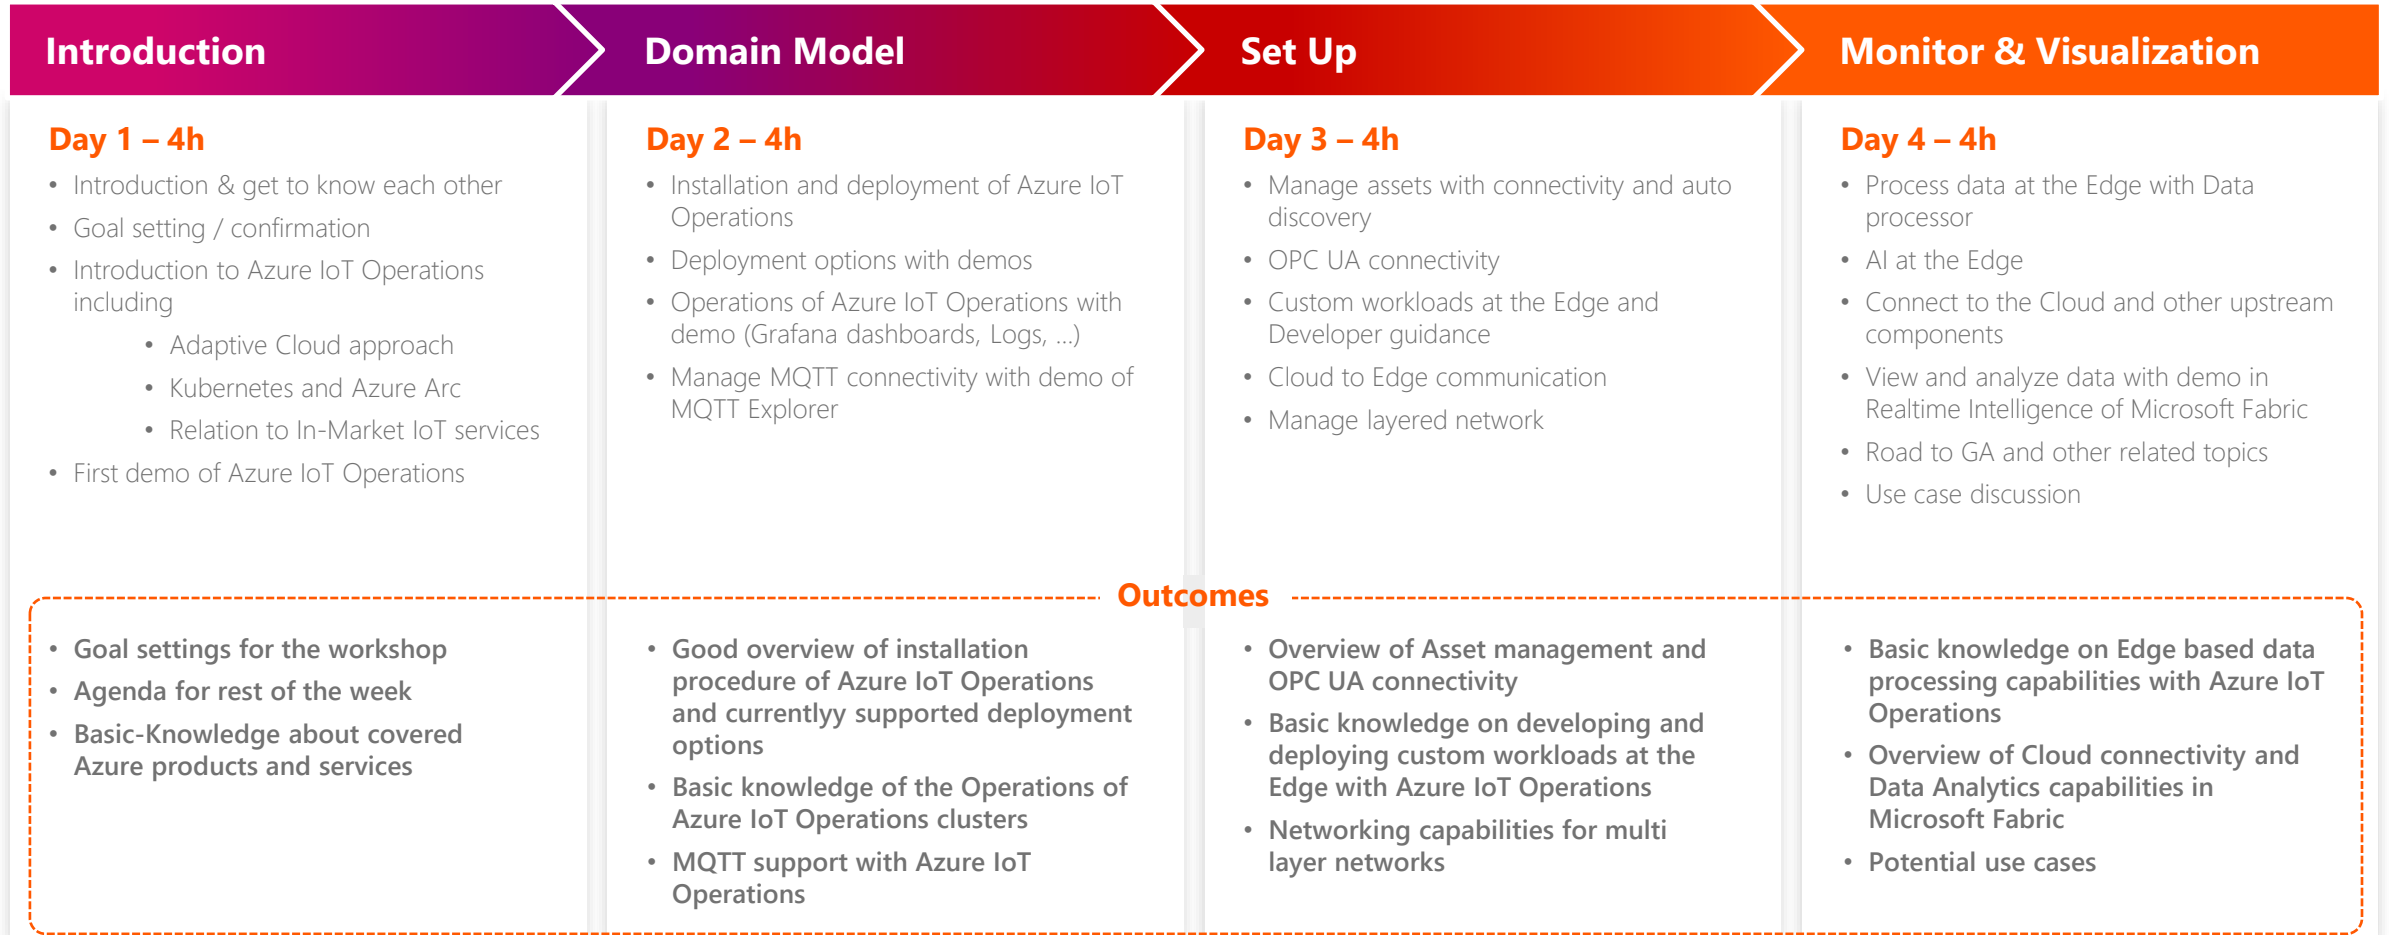 Introduction
Domain Model
Set Up
Monitor & Visualization
Day 1 – 4h
• Introduction & get to know each other
• Goal setting / confirmation
• Introduction to Azure IoT Operations
including
• Adaptive Cloud approach
• Kubernetes and Azure Arc
• Relation to In-Market IoT services
• First demo of Azure IoT Operations
Day 2 – 4h
• Installation and deployment of Azure IoT
Operations
• Deployment options with demos
• Operations of Azure IoT Operations with
demo (Grafana dashboards, Logs, ...)
• Manage MQTT connectivity with demo of
MQTT Explorer
Day 3 – 4h
• Manage assets with connectivity and auto
discovery
• OPC UA connectivity
• Custom workloads at the Edge and
Developer guidance
• Cloud to Edge communication
• Manage layered network
Day 4 – 4h
• Process data at the Edge with Data
processor
• AI at the Edge
• Connect to the Cloud and other upstream
components
• View and analyze data with demo in
Realtime Intelligence of Microsoft Fabric
• Road to GA and other related topics
• Use case discussion
Outcomes
• Goal settings for the workshop
• Agenda for rest of the week
• Basic-Knowledge about covered
Azure products and services
• Good overview of installation
procedure of Azure IoT Operations
and currentlyy supported deployment
options
• Basic knowledge of the Operations of
Azure IoT Operations clusters
• MQTT support with Azure IoT
Operations
• Overview of Asset management and
OPC UA connectivity
• Basic knowledge on developing and
deploying custom workloads at the
Edge with Azure IoT Operations
• Networking capabilities for multi
layer networks
• Basic knowledge on Edge based data
processing capabilities with Azure IoT
Operations
• Overview of Cloud connectivity and
Data Analytics capabilities in
Microsoft Fabric
• Potential use cases